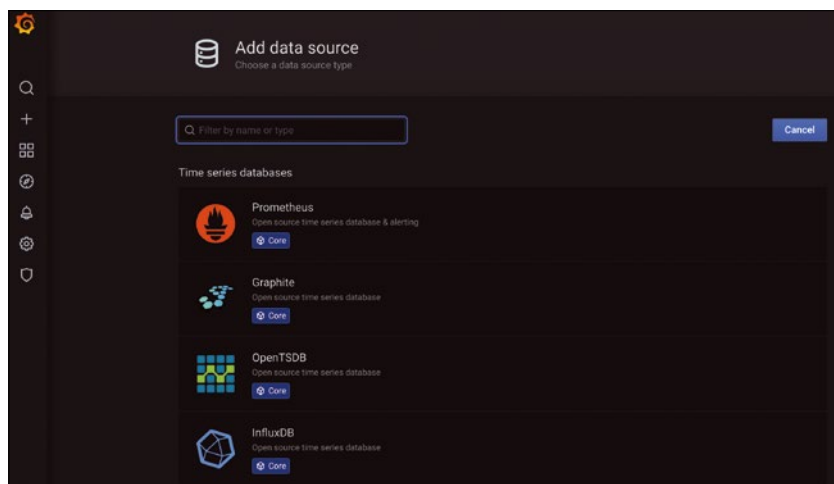 Add data source
Choose a data source type
Filter by name or type
Cancel
Time series databases
Prometheus
Open source time series database & alerting
Core
Graphite
Open source time series database
Core
OpenTSDB
Open source time series database
Core
InfluxDB
Open source time series database
Core